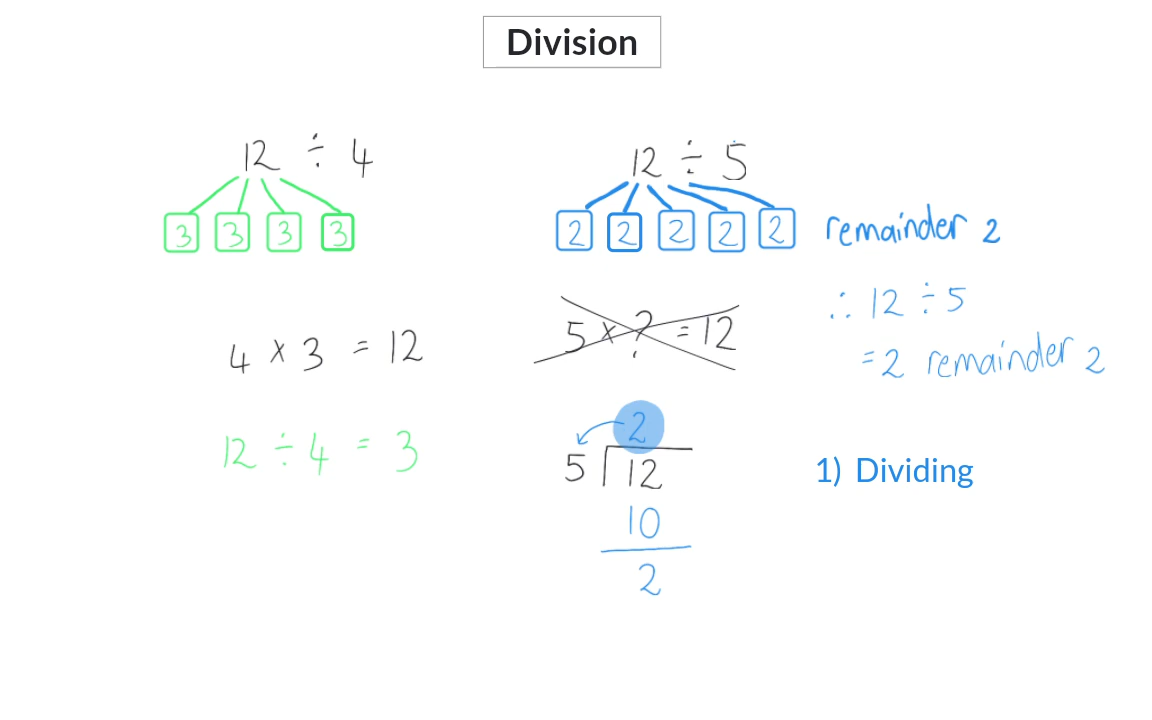 Division
12 ÷ 4
3 3 3 3
4 × 3 = 12
12 ÷ 4 = 3
12 ÷ 5
2 2 2 2 2 remainder 2
5 × ? = 12
∴ 12 ÷ 5
= 2 remainder 2
2
5 12
10
2
1) Dividing